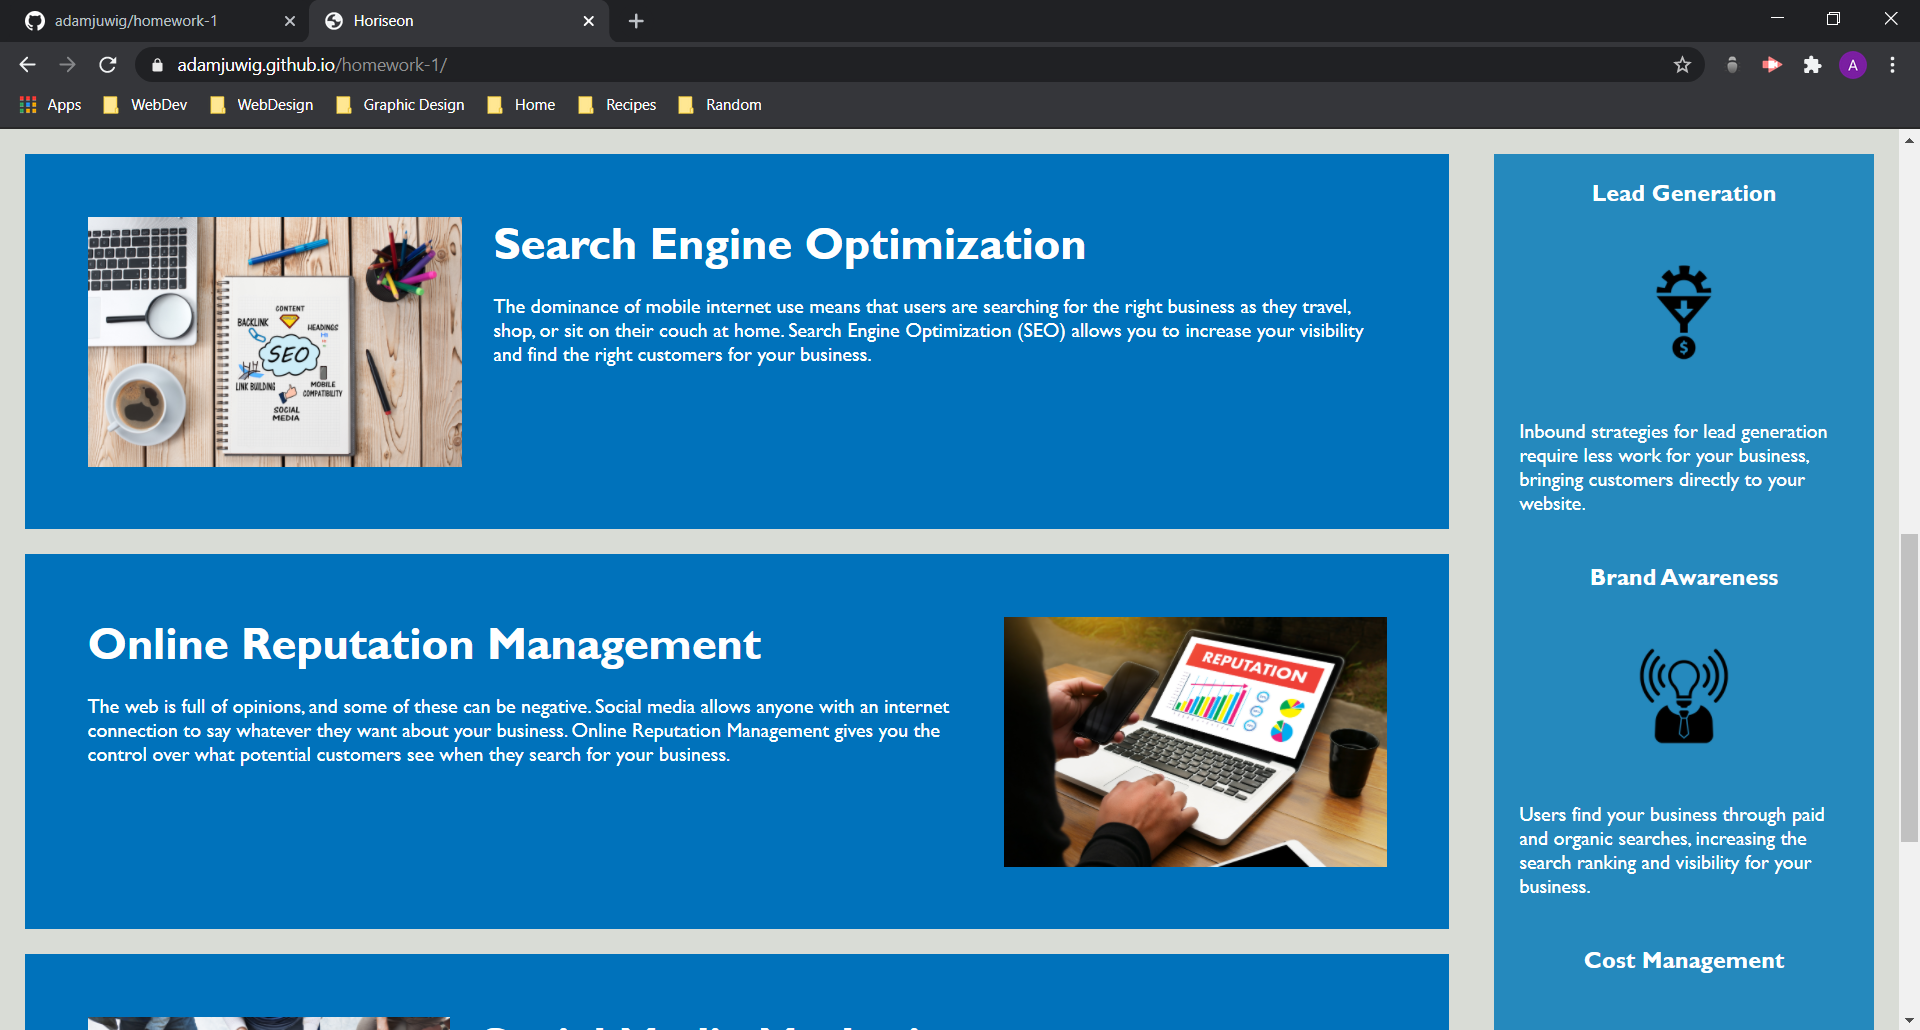 adamjuwig/homework-1
Horiseon
adamjuwig.github.io/homework-1/
A
Apps
WebDev
WebDesign
Graphic Design
Home
Recipes
Random
CONTENT
BACKLINK
HEADINGS
SEO
LINK BUILDING
MOBILE
COMPATIBILITY
SOCIAL
MEDIA
Search Engine Optimization
The dominance of mobile internet use means that users are searching for the right business as they travel,
shop, or sit on their couch at home. Search Engine Optimization (SEO) allows you to increase your visibility
and find the right customers for your business.
Online Reputation Management
The web is full of opinions, and some of these can be negative. Social media allows anyone with an internet
connection to say whatever they want about your business. Online Reputation Management gives you the
control over what potential customers see when they search for your business.
REPUTATION
Lead Generation
$
Inbound strategies for lead generation
require less work for your business,
bringing customers directly to your
website.
Brand Awareness
Users find your business through paid
and organic searches, increasing the
search ranking and visibility for your
business.
Cost Management